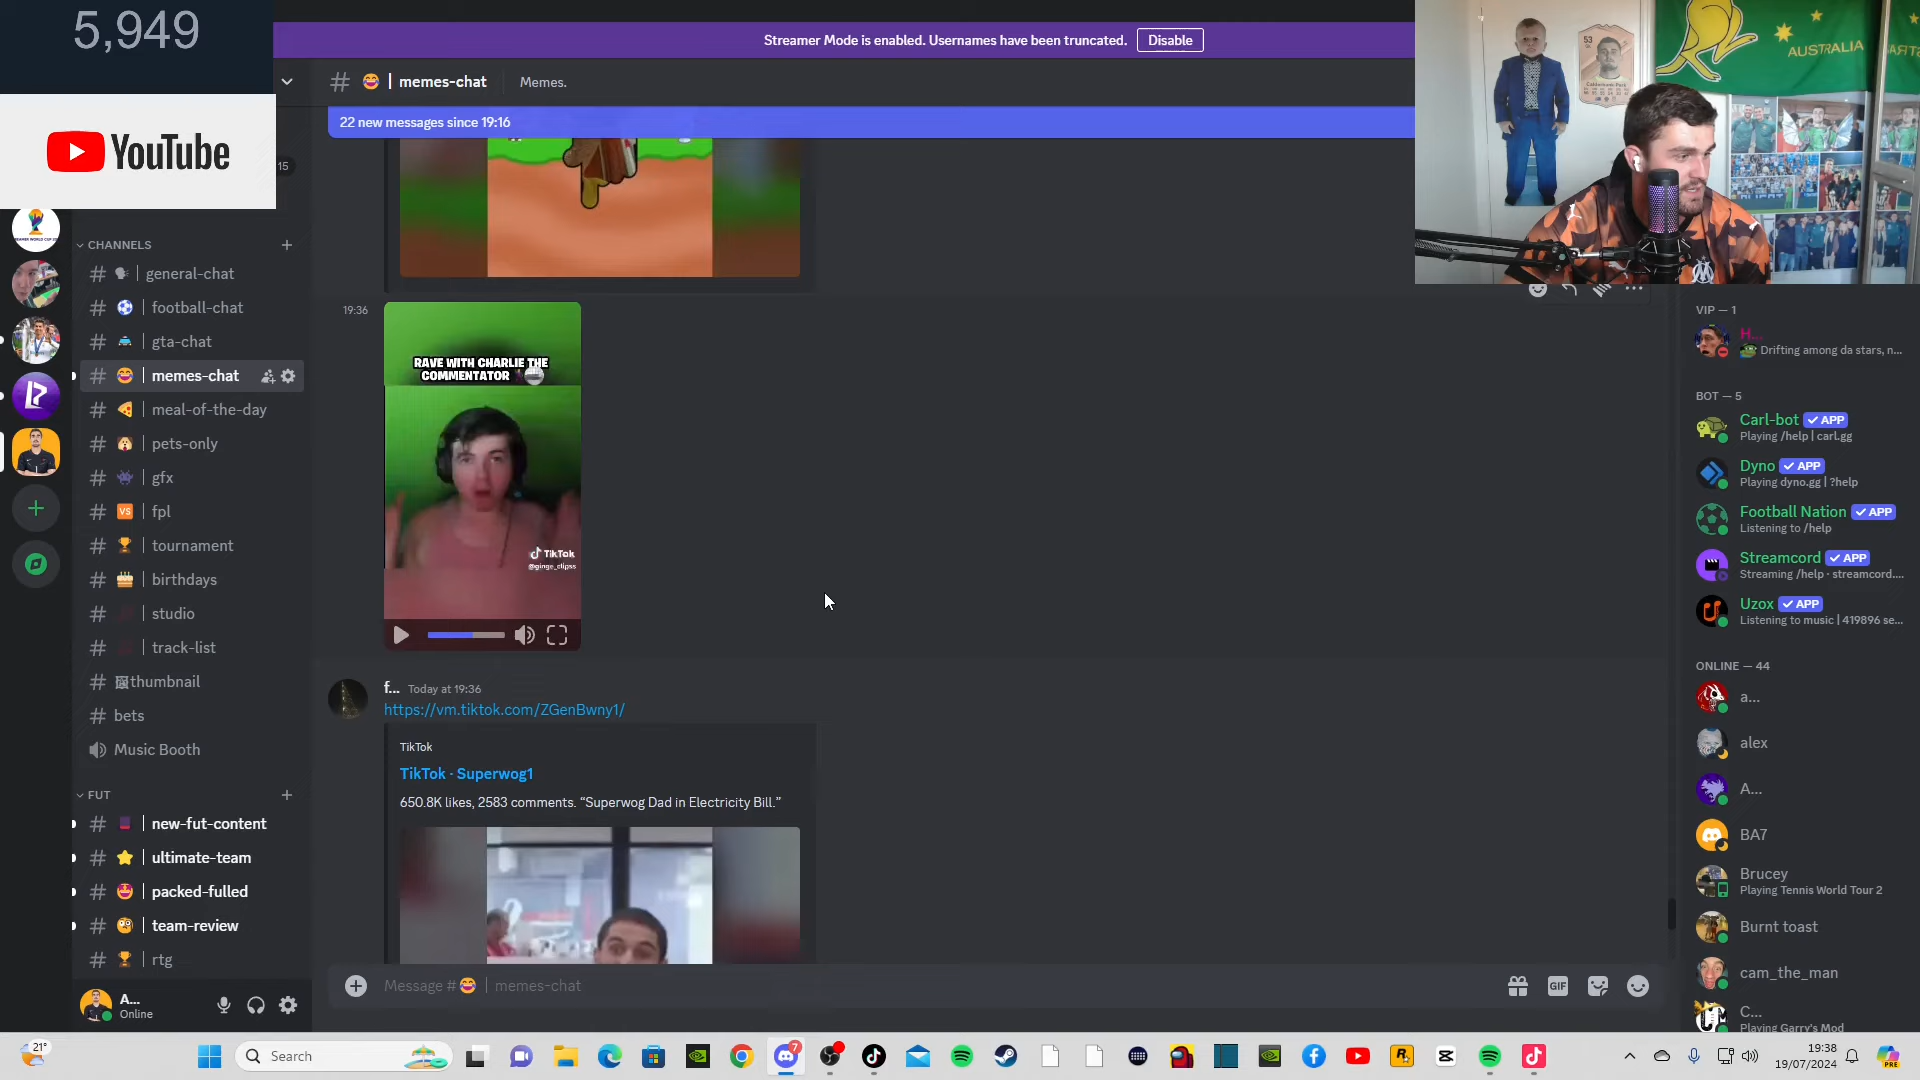 5,949
YouTube
15
Streamer Mode is enabled. Usernames have been truncated.
Disable
# | memes-chat
Memes.
22 new messages since 19:16
AUSTRALIA
53
CHANNELS
# | general-chat
# | football-chat
# | gta-chat
# | memes-chat
# | meal-of-the-day
# | pets-only
# | gfx
# VS | fpl
# | tournament
# | birthdays
# | studio
# | track-list
# thumbnail
# bets
Music Booth
FUT
# | new-fut-content
# | ultimate-team
# | packed-fulled
# | team-review
# | rtg
A...
Online
19:36
RAVE WITH CHARLIE THE
COMMENTATOR
TikTok
@ginge_clipss
f... Today at 19:36
https://vm.tiktok.com/ZGenBwny1/
TikTok
TikTok · Superwog1
650.8K likes, 2583 comments. “Superwog Dad in Electricity Bill.”
Message # | memes-chat
GIF
VIP — 1
H...
Drifting among da stars, n...
BOT — 5
Carl-bot APP
Playing /help | carl.gg
Dyno APP
Playing dyno.gg | ?help
Football Nation APP
Listening to /help
Streamcord APP
Streaming /help · streamcord....
Uzox APP
Listening to music | 419896 se...
ONLINE — 44
a...
alex
A...
BA7
Brucey
Playing Tennis World Tour 2
Burnt toast
cam_the_man
C...
Playing Garry's Mod
21°
Search
7
19:38
19/07/2024
PRE